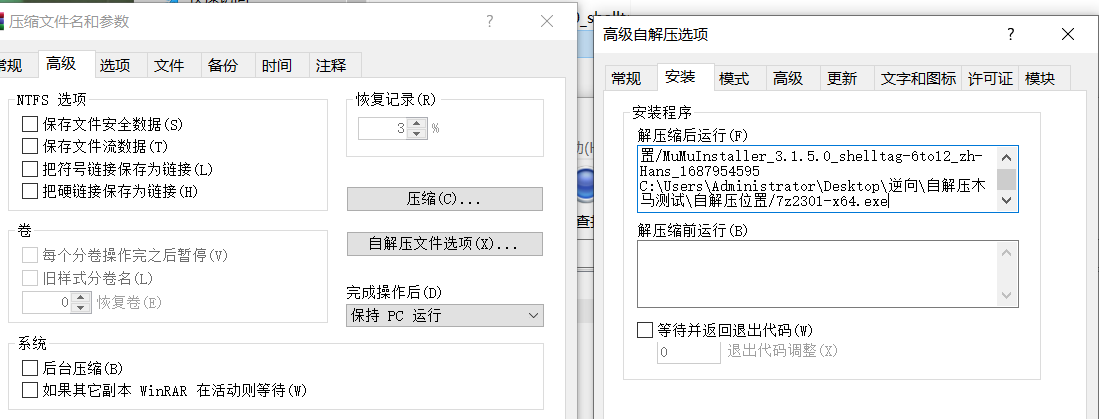 压缩文件名和参数
?
常规 高级 选项 文件 备份 时间 注释
NTFS 选项
保存文件安全数据(S)
保存文件流数据(T)
把符号链接保存为链接(L)
把硬链接保存为链接(H)
卷
每个分卷操作完之后暂停(V)
旧样式分卷名(L)
0 恢复卷(E)
系统
后台压缩(B)
如果其它副本 WinRAR 在活动则等待(W)
恢复记录(R)
3 %
压缩(C)...
自解压文件选项(X)...
完成操作后(D)
保持 PC 运行
高级自解压选项
?
常规 安装 模式 高级 更新 文字和图标 许可证 模块
安装程序
解压缩后运行(F)
置/MuMuInstaller_3.1.5.0_shelltag-6to12_zh-
Hans_1687954595
C:\Users\Administrator\Desktop\逆向\自解压木
马测试\自解压位置/7z2301-x64.exe
解压缩前运行(B)
等待并返回退出代码(W)
0 退出代码调整(X)